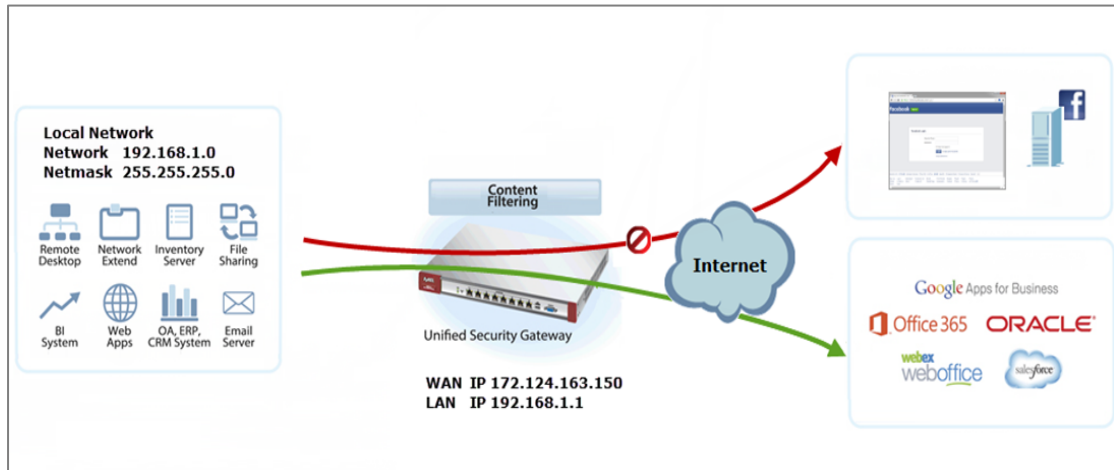 Local Network
Network 192.168.1.0
Netmask 255.255.255.0
Remote Desktop
Network Extend
Inventory Server
File Sharing
BI System
Web Apps
OA, ERP, CRM System
Email Server
Content
Filtering
ZyXEL
Unified Security Gateway
WAN IP 172.124.163.150
LAN IP 192.168.1.1
Internet
facebook
f
Google Apps for Business
Office 365
ORACLE
webex
weboffice
salesforce